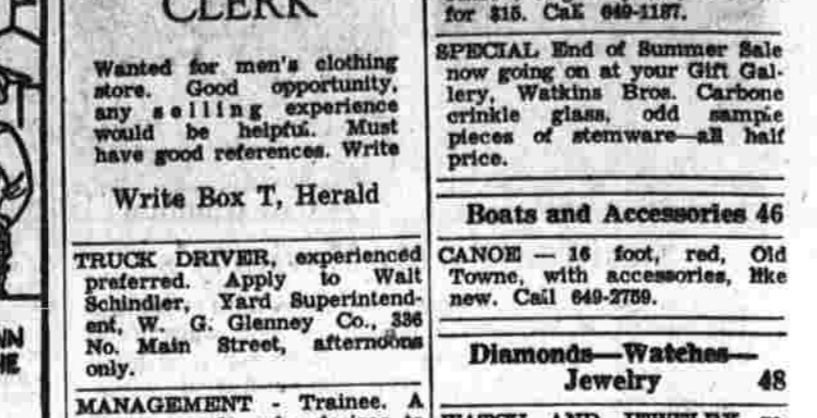 CLERK
Wanted for men's clothing
store. Good opportunity,
any selling experience
would be helpful. Must
have good references. Write
Write Box T, Herald
TRUCK DRIVER, experienced
preferred. Apply to Walt
Schindler, Yard Superintend-
ent, W. G. Glenney Co., 336
No. Main Street, afternoons
only.
MANAGEMENT - Trainee. A
for $15. Call 649-1187.
SPECIAL End of Summer Sale
now going on at your Gift Gal-
lery, Watkins Bros. Carbone
crinkle glass, odd sample
pieces of stemware—all half
price.
Boats and Accessories 46
CANOE — 16 foot, red, Old
Towne, with accessories, like
new. Call 649-2759.
Diamonds—Watches—
Jewelry 48